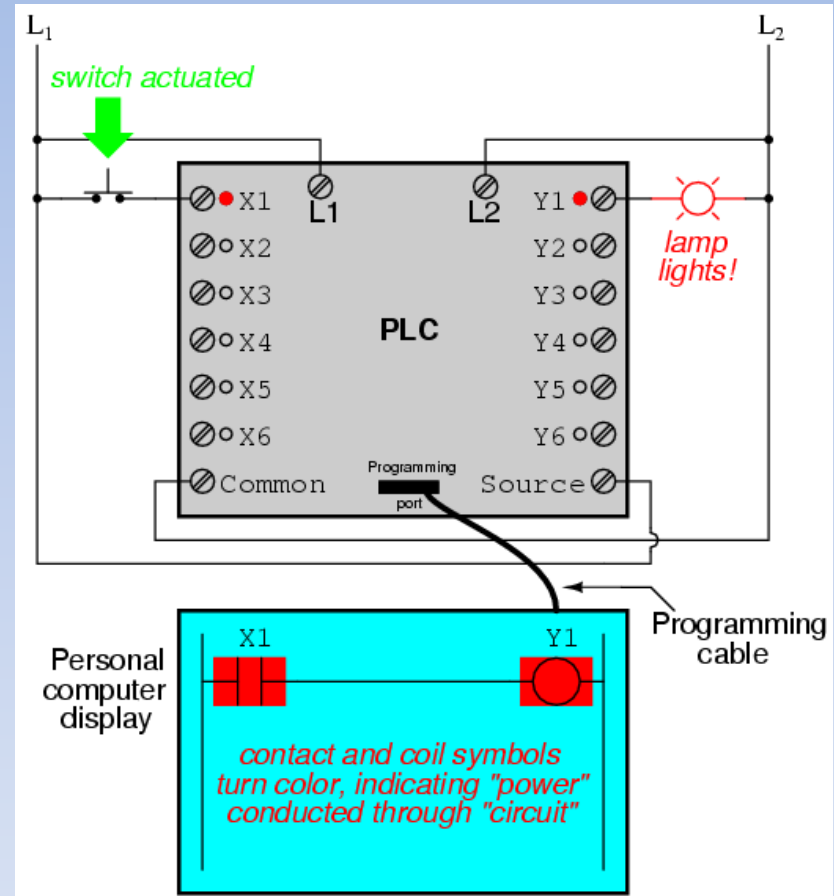 L1
L2
switch actuated
X1
L1
L2
Y1
X2
Y2
lamp
lights!
X3
Y3
PLC
X4
Y4
X5
Y5
X6
Y6
Programming
port
Common
Source
Programming
cable
Personal
computer
display
X1
Y1
contact and coil symbols
turn color, indicating "power"
conducted through "circuit"